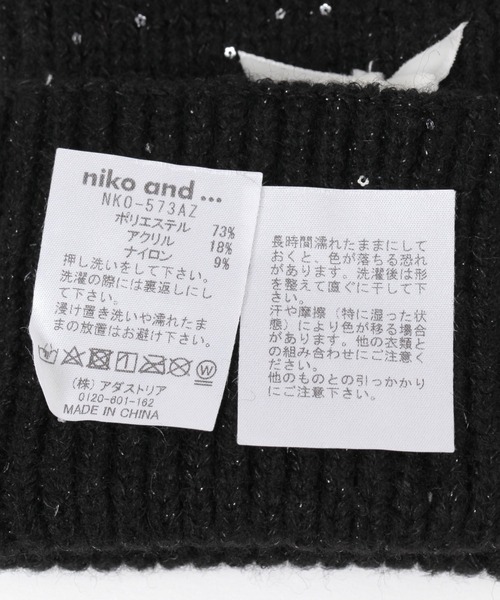 niko and ...
NKO-573AZ
ポリエステル 73%
アクリル 18%
ナイロン 9%
押し洗いをして下さい。
洗濯の際には裏返しにし
て下さい。
浸け置き洗いや濡れたま
まの放置はお避け下さい。
(株) アダストリア
0120-601-162
MADE IN CHINA
長時間濡れたままにして
おくと、色が落ちる恐れ
があります。洗濯後は形
を整えて直ぐに干して下
さい。
汗や摩擦（特に湿った状
態）により色が移る場合
があります。他の衣類と
の組み合わせにご注意く
ださい。
他のものとの引っかかり
にご注意下さい。